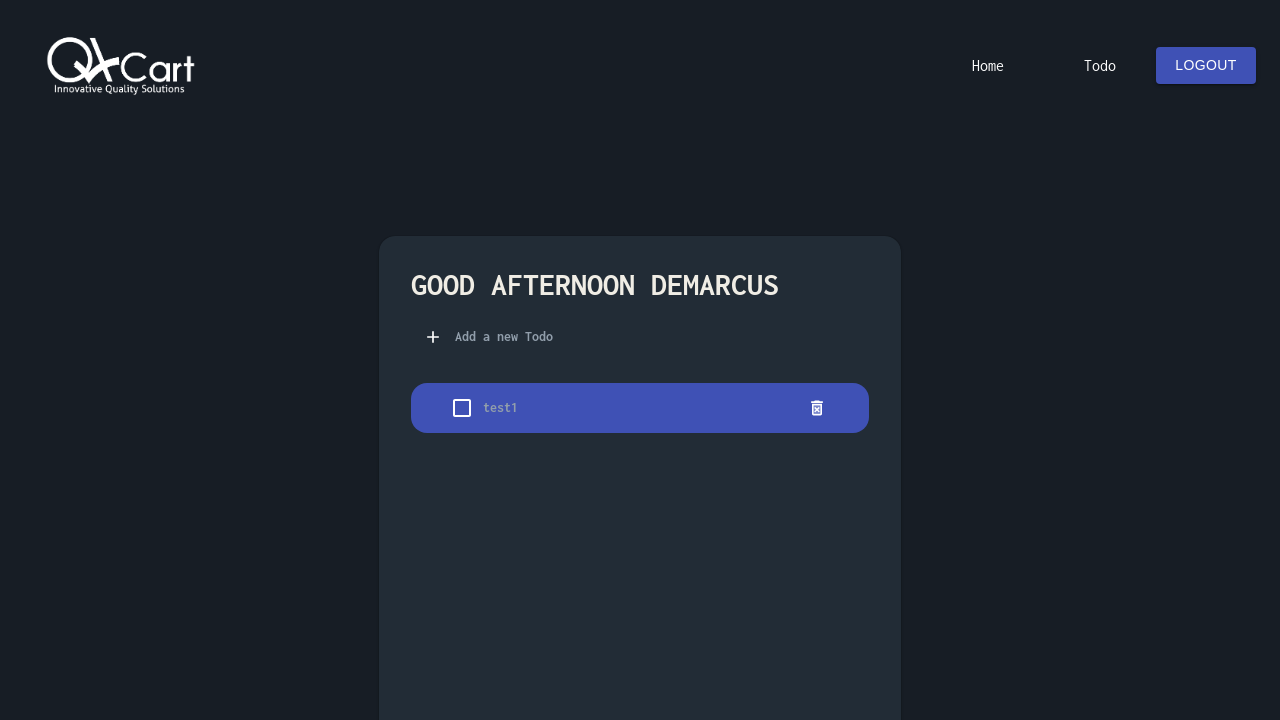 QACart
Innovative Quality Solutions
Home
Todo
LOGOUT
GOOD AFTERNOON DEMARCUS
Add a new Todo
test1